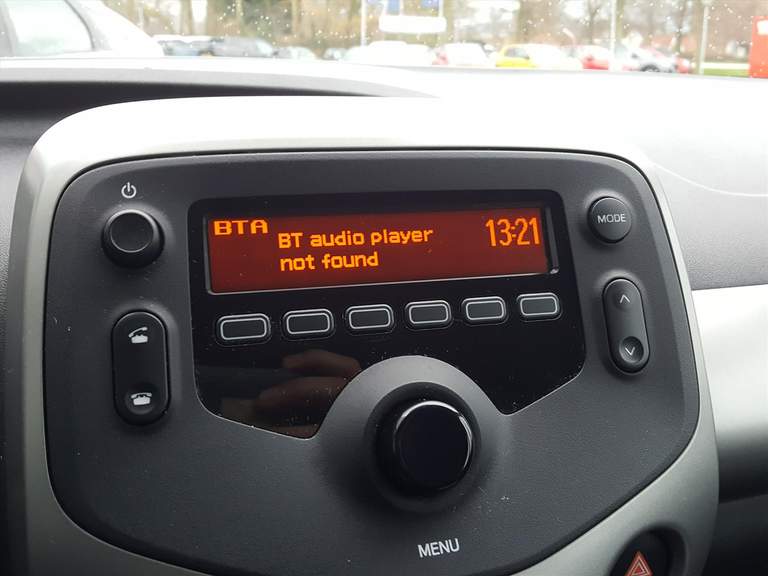 BTA
BT audio player
not found
13:21
MODE
MENU